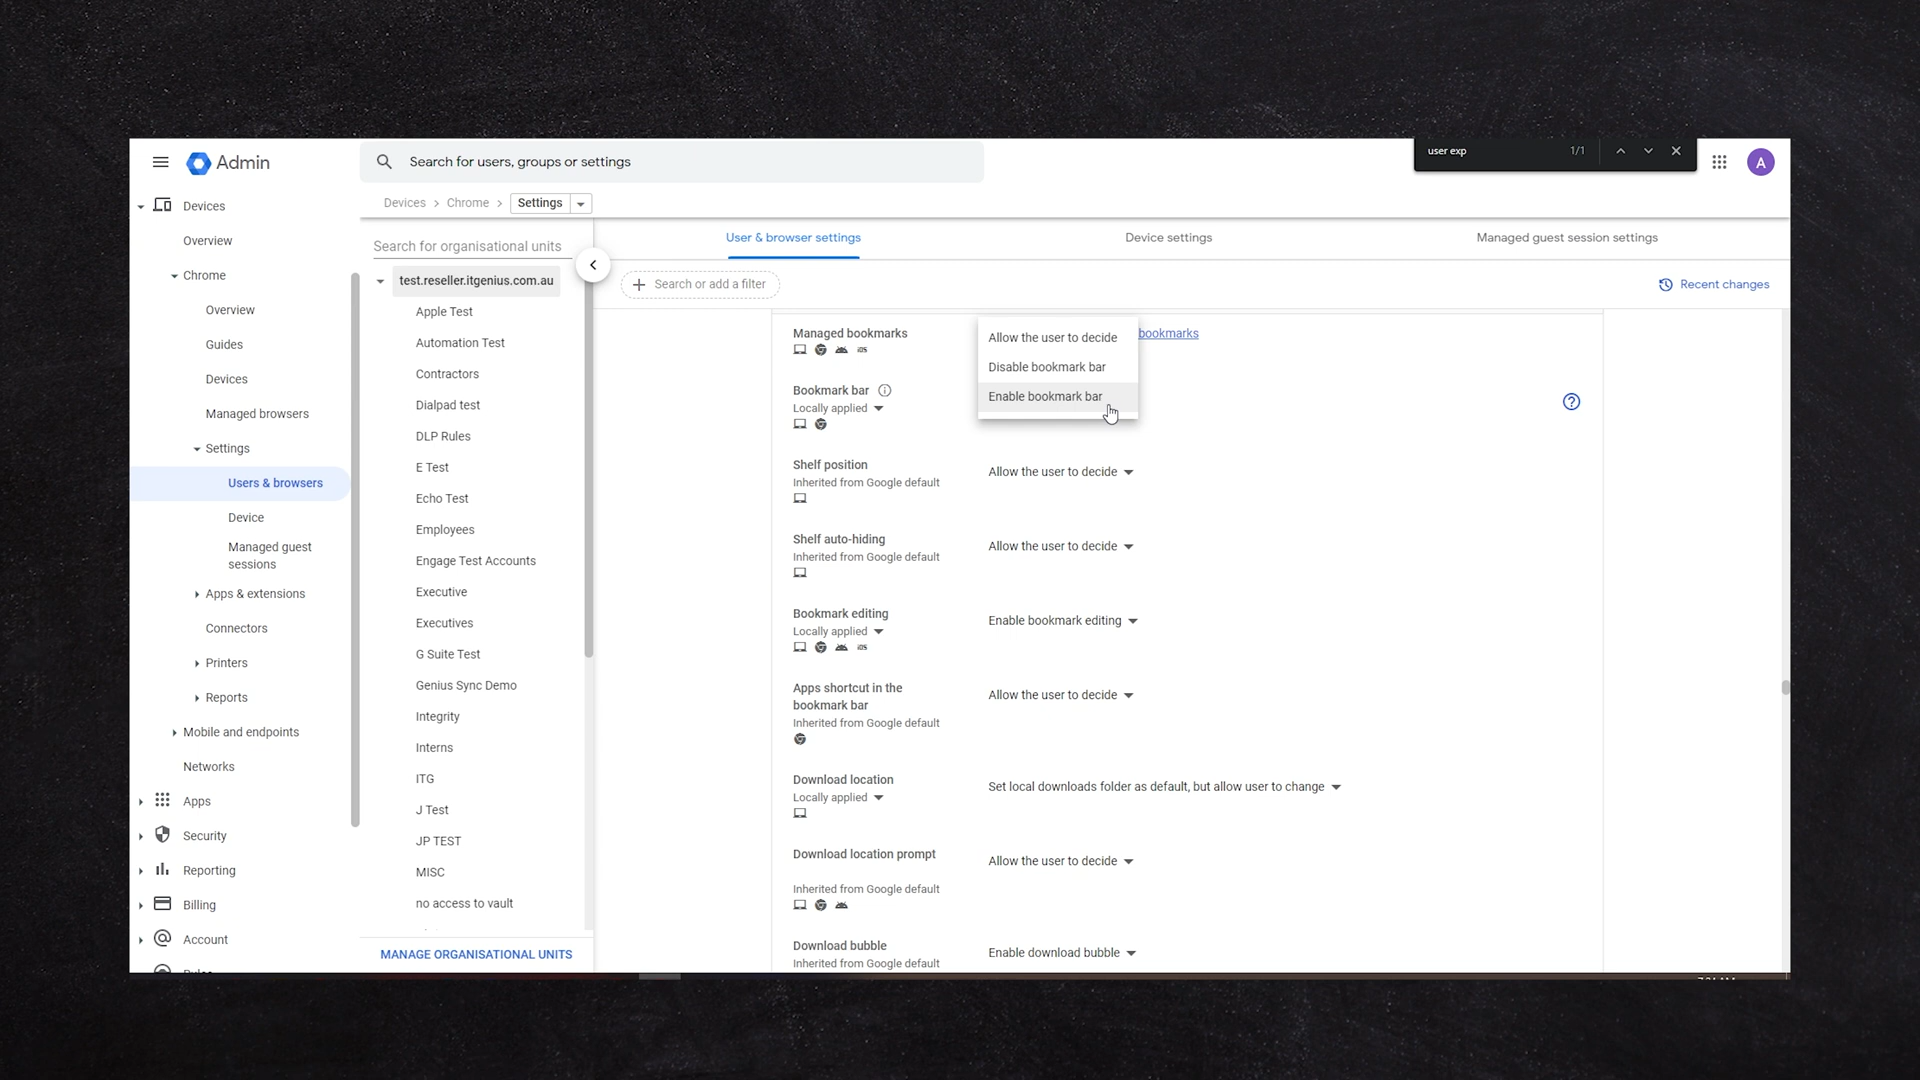 Admin
Search for users, groups or settings
user exp
1/1
A
Devices
Overview
Chrome
Overview
Guides
Devices
Managed browsers
Settings
Users & browsers
Device
Managed guest
sessions
Apps & extensions
Connectors
Printers
Reports
Mobile and endpoints
Networks
Apps
Security
Reporting
Billing
Account
Devices > Chrome > Settings
Search for organisational units
test.reseller.itgenius.com.au
Apple Test
Automation Test
Contractors
Dialpad test
DLP Rules
E Test
Echo Test
Employees
Engage Test Accounts
Executive
Executives
G Suite Test
Genius Sync Demo
Integrity
Interns
ITG
J Test
JP TEST
MISC
no access to vault
MANAGE ORGANISATIONAL UNITS
User & browser settings
Device settings
Managed guest session settings
Search or add a filter
Recent changes
Managed bookmarks
bookmarks
iOS
Allow the user to decide
Disable bookmark bar
Enable bookmark bar
Bookmark bar
Locally applied
Shelf position
Inherited from Google default
Allow the user to decide
Shelf auto-hiding
Inherited from Google default
Allow the user to decide
Bookmark editing
Locally applied
iOS
Enable bookmark editing
Apps shortcut in the
bookmark bar
Inherited from Google default
Allow the user to decide
Download location
Locally applied
Set local downloads folder as default, but allow user to change
Download location prompt
Inherited from Google default
Allow the user to decide
Download bubble
Inherited from Google default
Enable download bubble